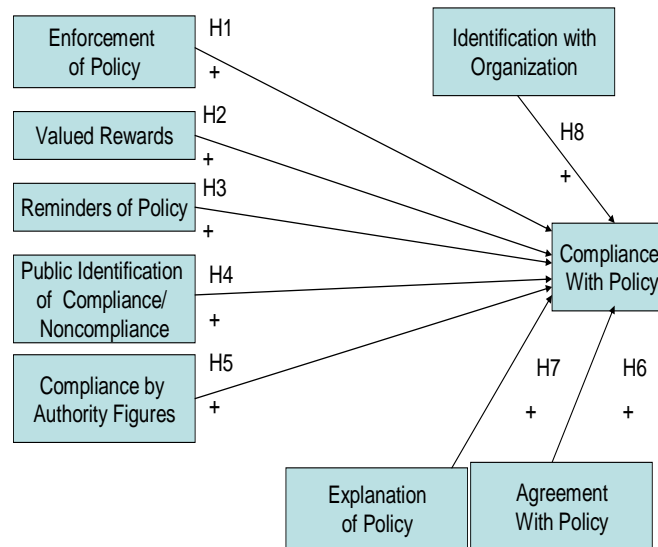 Enforcement
of Policy
H1
+
Identification with
Organization
Valued Rewards
H2
+
H8
+
Reminders of Policy
H3
+
Public Identification
of Compliance/
Noncompliance
H4
+
Compliance
With Policy
Compliance by
Authority Figures
H5
+
H7
+
H6
+
Explanation
of Policy
Agreement
With Policy